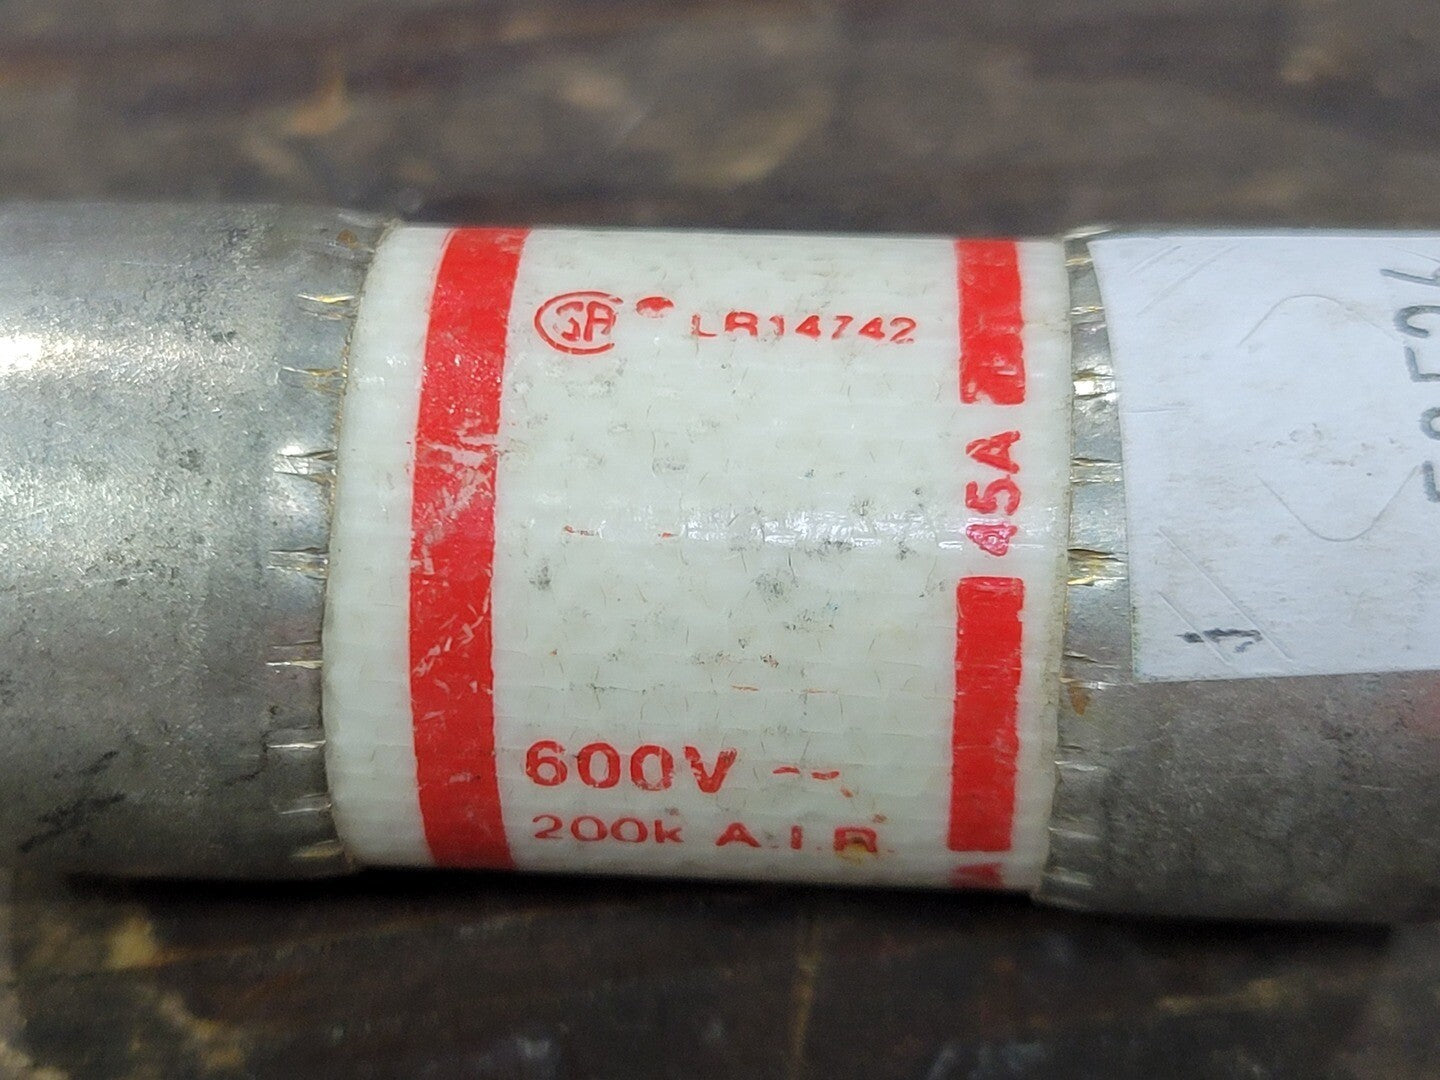 LR14742
45A
600V ~
200k A.I.R.